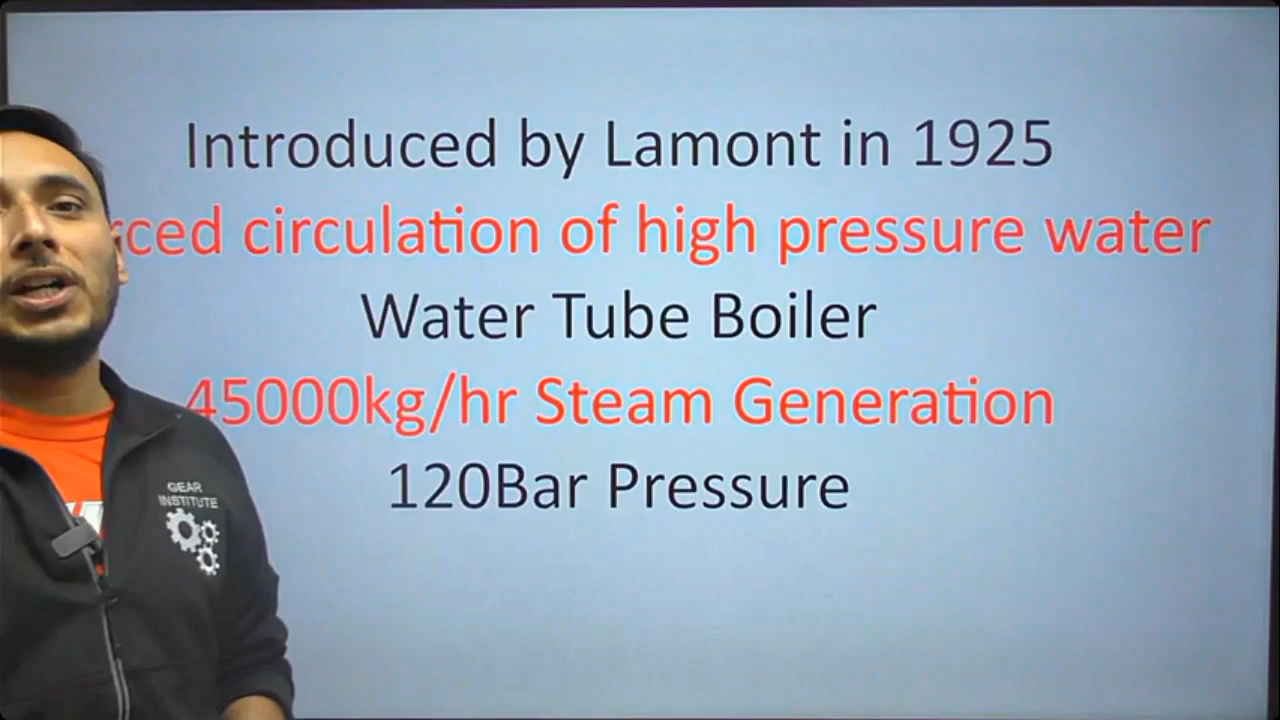 Introduced by Lamont in 1925
rced circulation of high pressure water
Water Tube Boiler
45000kg/hr Steam Generation
120Bar Pressure
GEAR
INSTITUTE